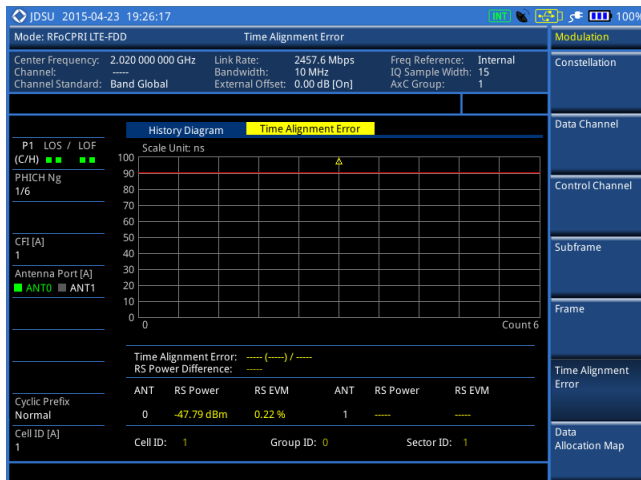 JDSU 2015-04-23 19:26:17 INT 100%
Mode: RFoCPRI LTE-FDD Time Alignment Error Modulation
Center Frequency: 2.020 000 000 GHz Link Rate: 2457.6 Mbps Freq Reference: Internal
Channel: ----- Bandwidth: 10 MHz IQ Sample Width: 15
Channel Standard: Band Global External Offset: 0.00 dB [On] AxC Group: 1
Constellation
Data Channel
Control Channel
Subframe
Frame
Time Alignment
Error
Data
Allocation Map
P1 LOS / LOF
(C/H)
PHICH Ng
1/6
CFI [A]
1
Antenna Port [A]
ANT0 ANT1
Cyclic Prefix
Normal
Cell ID [A]
1
History Diagram Time Alignment Error
Scale Unit: ns
100
90
80
70
60
50
40
30
20
10
0
0 Count 6
Time Alignment Error: ----- (-----) / -----
RS Power Difference: -----
ANT RS Power RS EVM ANT RS Power RS EVM
0 -47.79 dBm 0.22 % 1 ----- -----
Cell ID: 1 Group ID: 0 Sector ID: 1